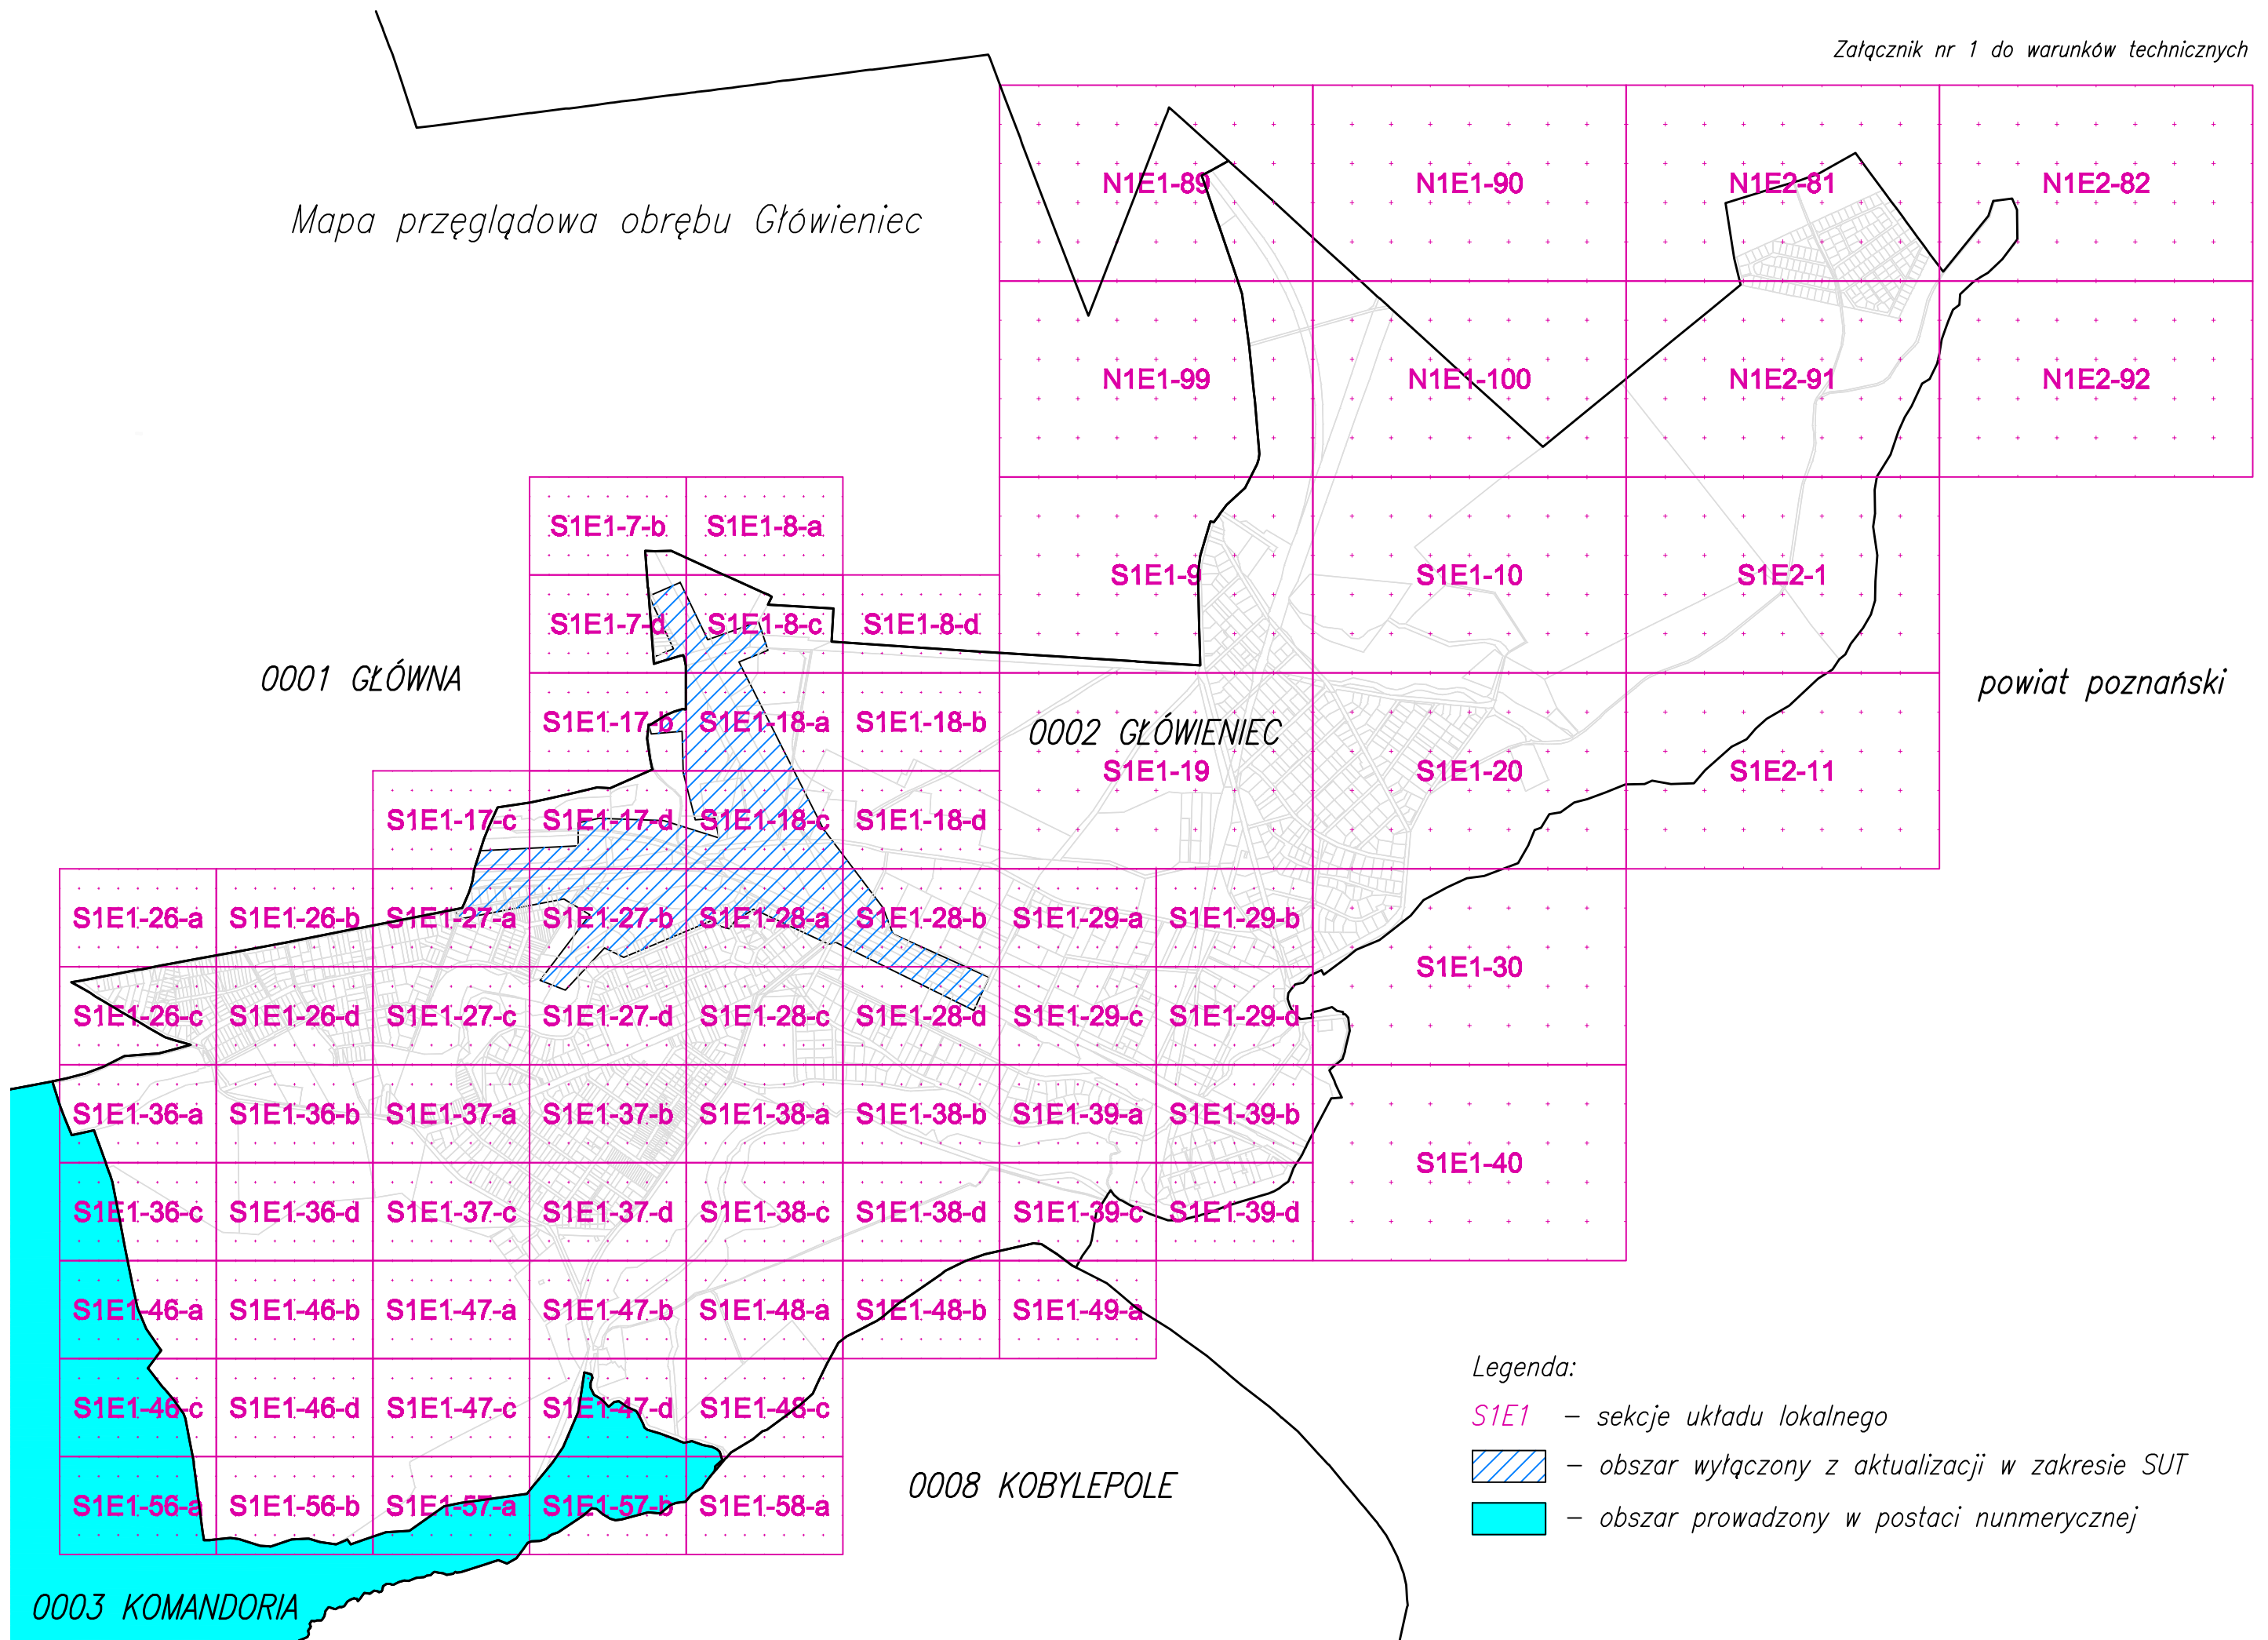 Załącznik nr 1 do warunków technicznych
Mapa przęglądowa obrębu Główieniec
N1E1-89 N1E1-90 N1E2-81 N1E2-82
N1E1-99 N1E1-100 N1E2-91 N1E2-92
S1E1-7-b S1E1-8-a
S1E1-9 S1E1-10 S1E2-1
S1E1-7-d S1E1-8-c S1E1-8-d
0001 GŁÓWNA
powiat poznański
S1E1-17-b S1E1-18-a S1E1-18-b
0002 GŁÓWIENIEC
S1E1-19 S1E1-20 S1E2-11
S1E1-17-c S1E1-17-d S1E1-18-c S1E1-18-d
S1E1-26-a S1E1-26-b S1E1-27-a S1E1-27-b S1E1-28-a S1E1-28-b S1E1-29-a S1E1-29-b
S1E1-30
S1E1-26-c S1E1-26-d S1E1-27-c S1E1-27-d S1E1-28-c S1E1-28-d S1E1-29-c S1E1-29-d
S1E1-36-a S1E1-36-b S1E1-37-a S1E1-37-b S1E1-38-a S1E1-38-b S1E1-39-a S1E1-39-b
S1E1-40
S1E1-36-c S1E1-36-d S1E1-37-c S1E1-37-d S1E1-38-c S1E1-38-d S1E1-39-c S1E1-39-d
S1E1-46-a S1E1-46-b S1E1-47-a S1E1-47-b S1E1-48-a S1E1-48-b S1E1-49-a
S1E1-46-c S1E1-46-d S1E1-47-c S1E1-47-d S1E1-48-c
S1E1-56-a S1E1-56-b S1E1-57-a S1E1-57-b S1E1-58-a
0008 KOBYLEPOLE
0003 KOMANDORIA
Legenda:
S1E1 – sekcje układu lokalnego
– obszar wyłączony z aktualizacji w zakresie SUT
– obszar prowadzony w postaci nunmerycznej